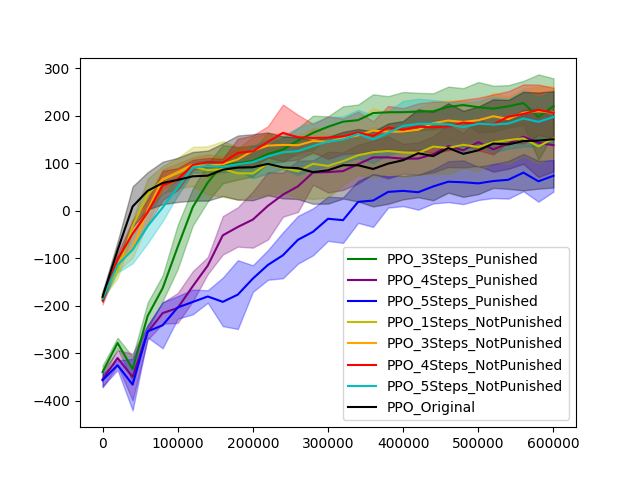 300
200
100
0
−100
−200
−300
−400
0
100000
200000
300000
400000
500000
600000
PPO_3Steps_Punished
PPO_4Steps_Punished
PPO_5Steps_Punished
PPO_1Steps_NotPunished
PPO_3Steps_NotPunished
PPO_4Steps_NotPunished
PPO_5Steps_NotPunished
PPO_Original